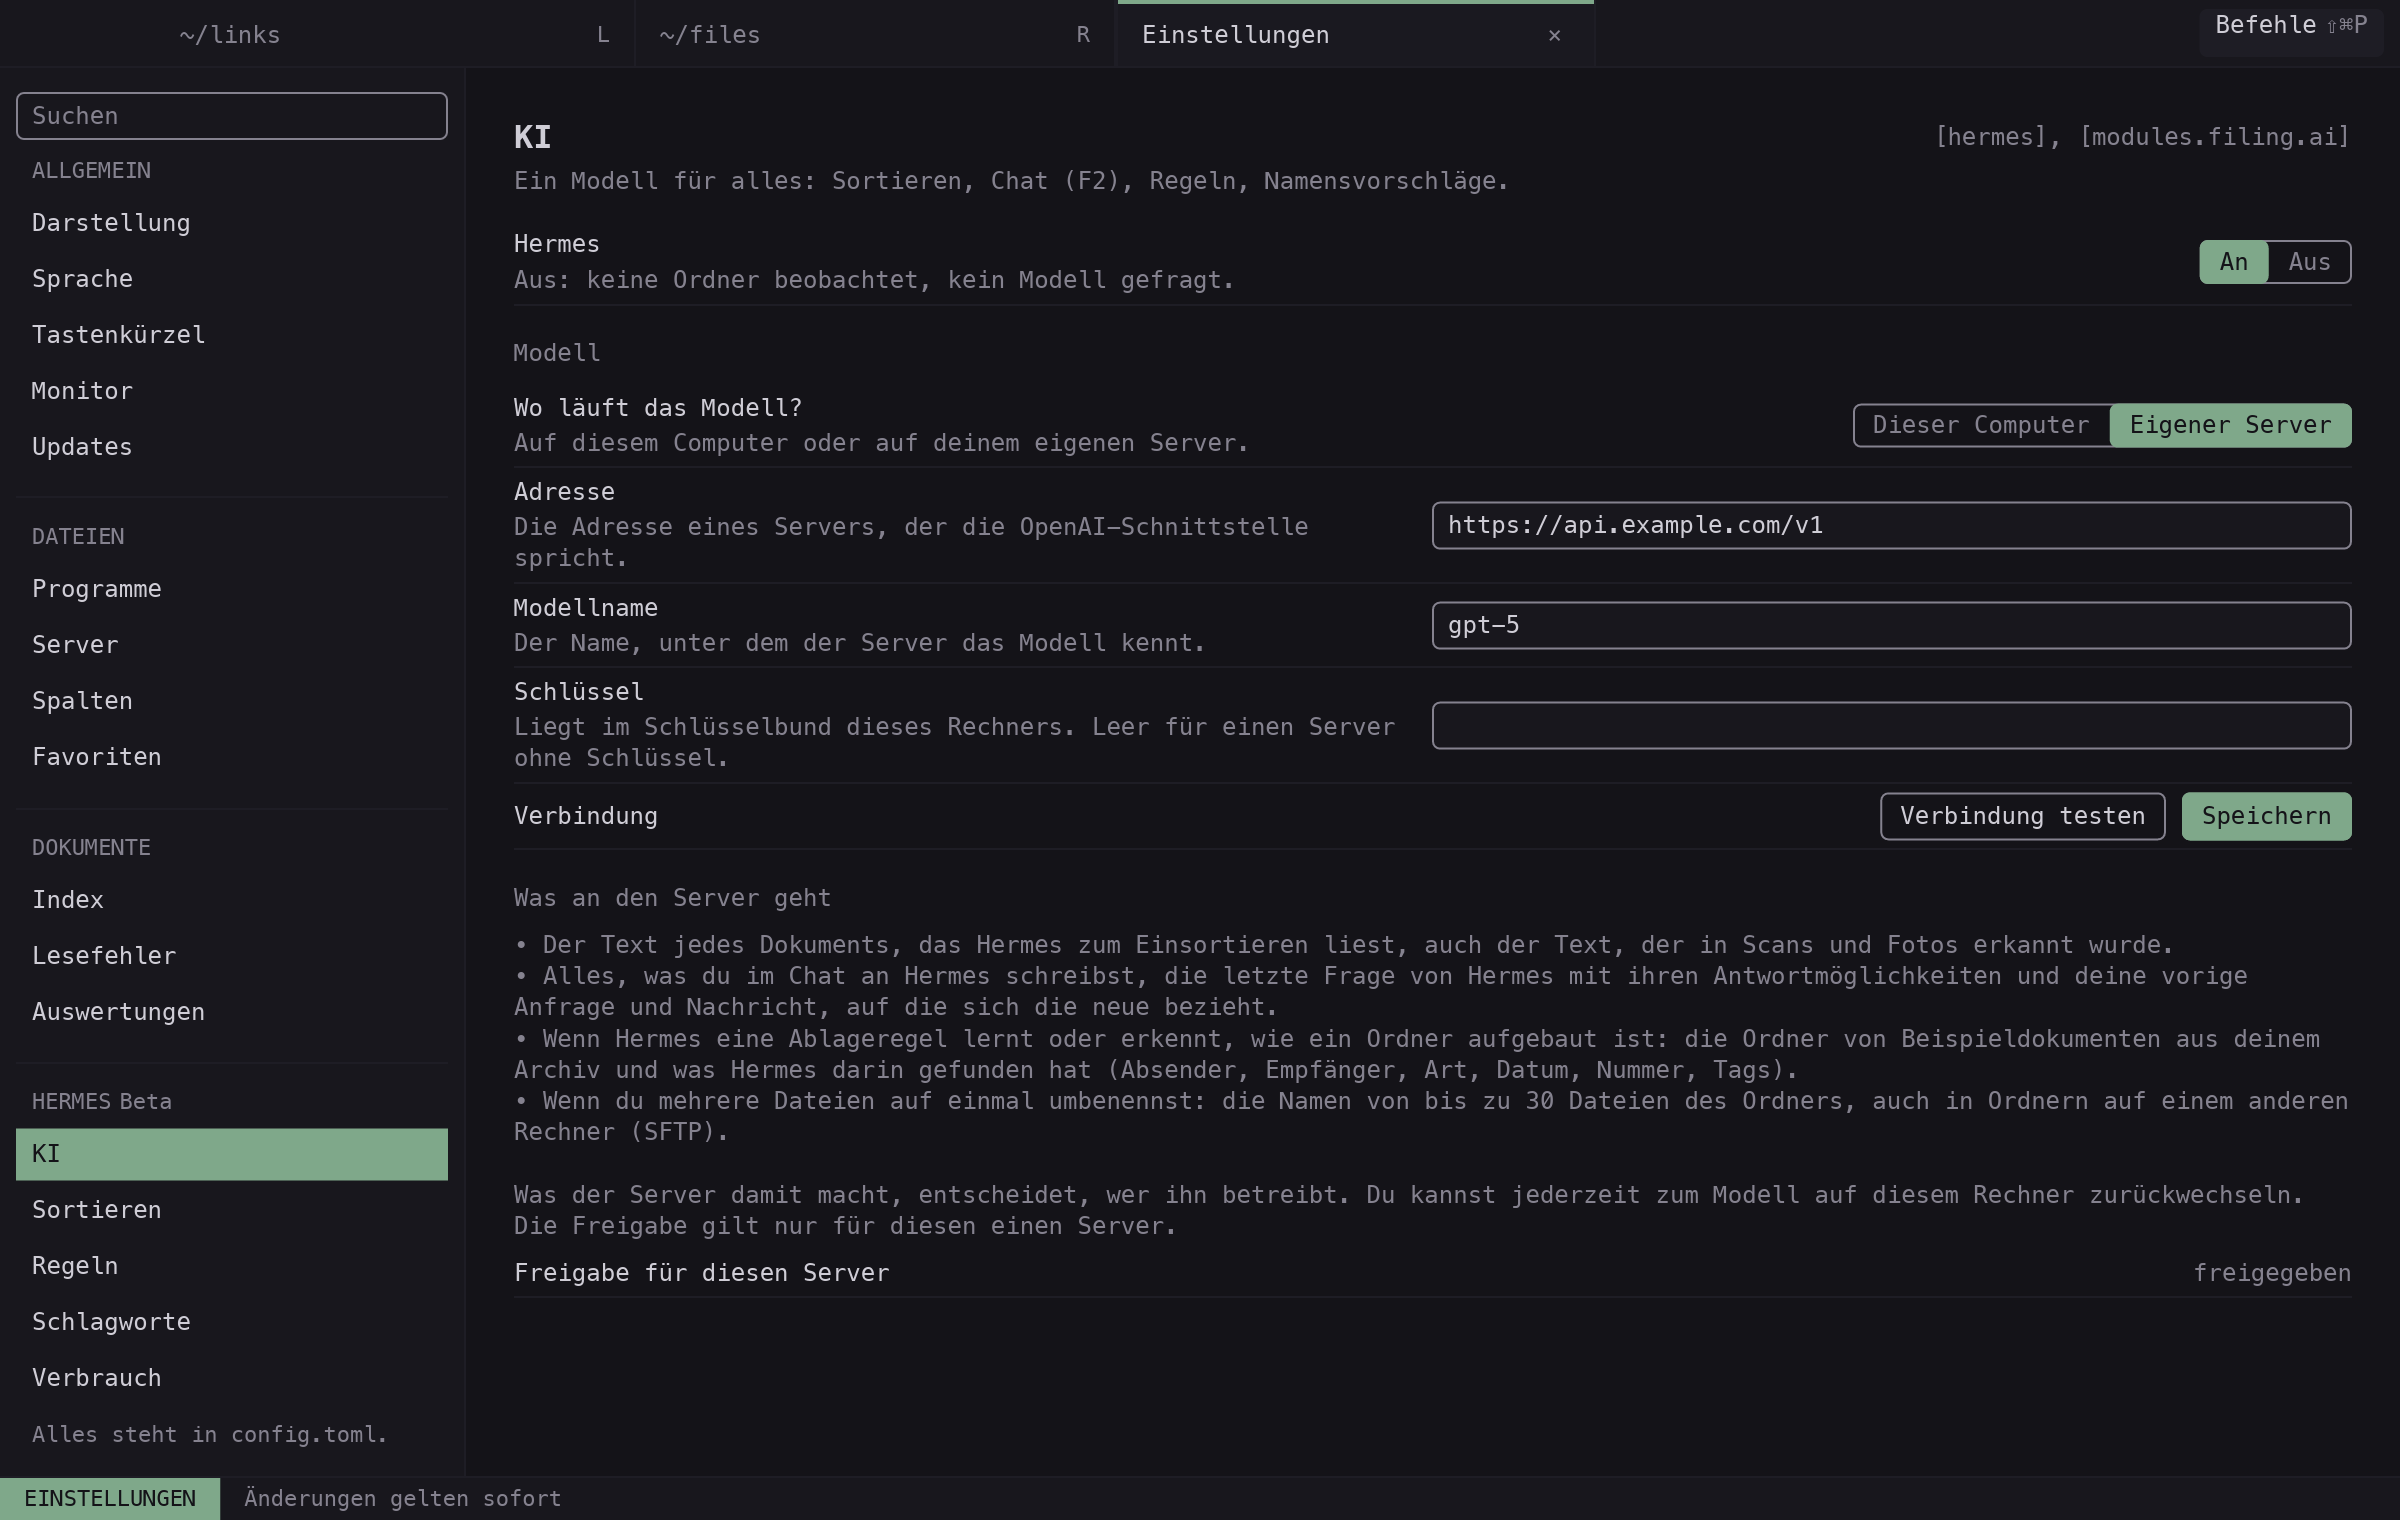 ~/links L ~/files R Einstellungen × Befehle ⇧⌘P
Suchen
ALLGEMEIN
Darstellung
Sprache
Tastenkürzel
Monitor
Updates
DATEIEN
Programme
Server
Spalten
Favoriten
DOKUMENTE
Index
Lesefehler
Auswertungen
HERMES Beta
KI
Sortieren
Regeln
Schlagworte
Verbrauch
Alles steht in config.toml.
KI [hermes], [modules.filing.ai]
Ein Modell für alles: Sortieren, Chat (F2), Regeln, Namensvorschläge.
Hermes
Aus: keine Ordner beobachtet, kein Modell gefragt.
An Aus
Modell
Wo läuft das Modell?
Auf diesem Computer oder auf deinem eigenen Server.
Dieser Computer Eigener Server
Adresse
Die Adresse eines Servers, der die OpenAI-Schnittstelle
spricht.
https://api.example.com/v1
Modellname
Der Name, unter dem der Server das Modell kennt.
gpt-5
Schlüssel
Liegt im Schlüsselbund dieses Rechners. Leer für einen Server
ohne Schlüssel.
Verbindung Verbindung testen Speichern
Was an den Server geht
• Der Text jedes Dokuments, das Hermes zum Einsortieren liest, auch der Text, der in Scans und Fotos erkannt wurde.
• Alles, was du im Chat an Hermes schreibst, die letzte Frage von Hermes mit ihren Antwortmöglichkeiten und deine vorige
Anfrage und Nachricht, auf die sich die neue bezieht.
• Wenn Hermes eine Ablageregel lernt oder erkennt, wie ein Ordner aufgebaut ist: die Ordner von Beispieldokumenten aus deinem
Archiv und was Hermes darin gefunden hat (Absender, Empfänger, Art, Datum, Nummer, Tags).
• Wenn du mehrere Dateien auf einmal umbenennst: die Namen von bis zu 30 Dateien des Ordners, auch in Ordnern auf einem anderen
Rechner (SFTP).
Was der Server damit macht, entscheidet, wer ihn betreibt. Du kannst jederzeit zum Modell auf diesem Rechner zurückwechseln.
Die Freigabe gilt nur für diesen einen Server.
Freigabe für diesen Server freigegeben
EINSTELLUNGEN Änderungen gelten sofort